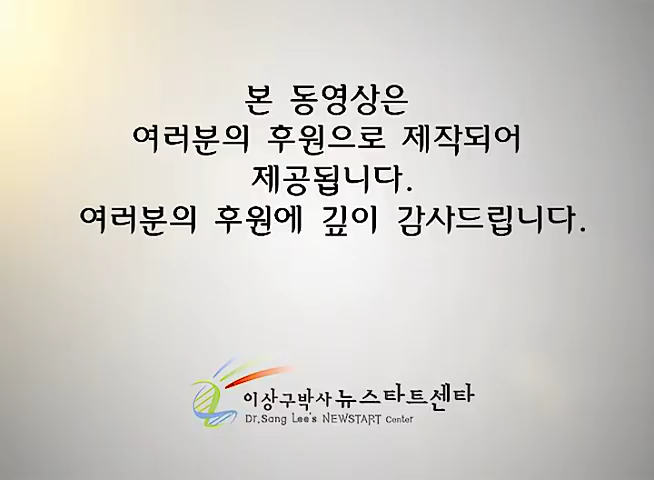 본 동영상은
여러분의 후원으로 제작되어
제공됩니다.
여러분의 후원에 깊이 감사드립니다.
이상구박사 뉴스타트센타
Dr.Sang Lee's NEWSTART Center